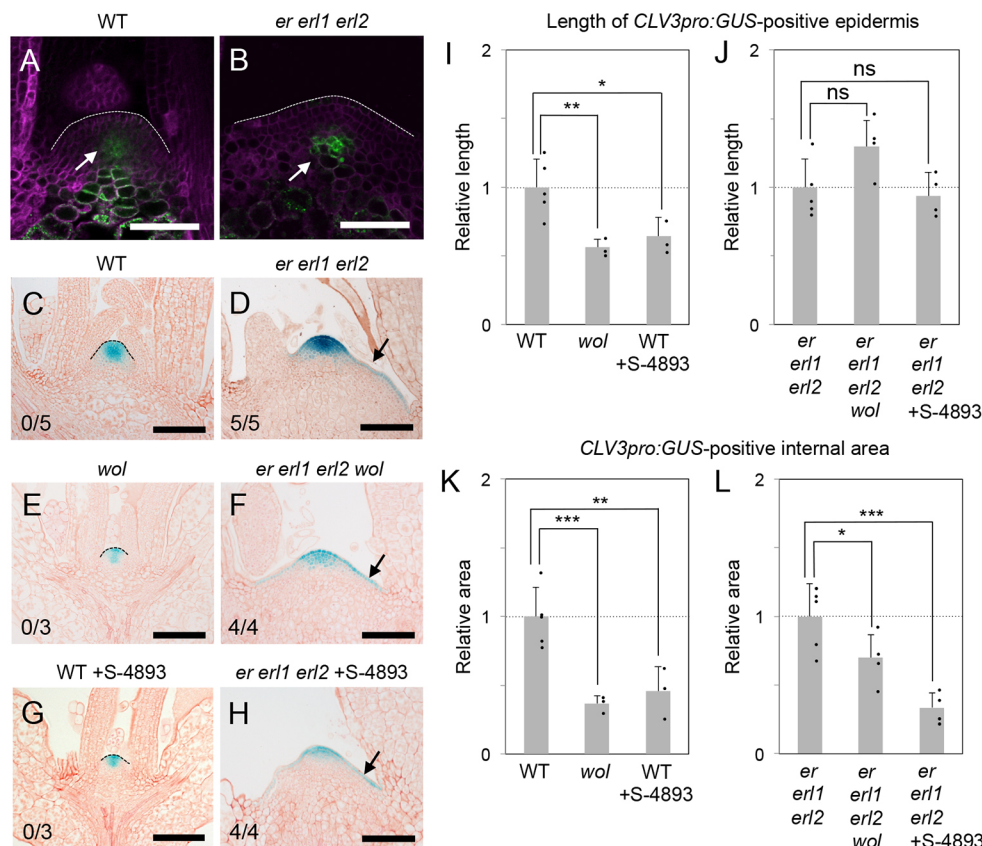 WT
er erl1 erl2
A
B
WT
er erl1 erl2
C
D
0/5
5/5
wol
er erl1 erl2 wol
E
F
0/3
4/4
WT +S-4893
er erl1 erl2 +S-4893
G
H
0/3
4/4
Length of CLV3pro:GUS-positive epidermis
I
2
1
0
Relative length
*
**
WT
wol
WT
+S-4893
J
2
1
0
Relative length
ns
ns
er
erl1
erl2
er
erl1
erl2
wol
er
erl1
erl2
+S-4893
CLV3pro:GUS-positive internal area
K
2
1
0
Relative area
**
***
WT
wol
WT
+S-4893
L
2
1
0
Relative area
***
*
er
erl1
erl2
er
erl1
erl2
wol
er
erl1
erl2
+S-4893